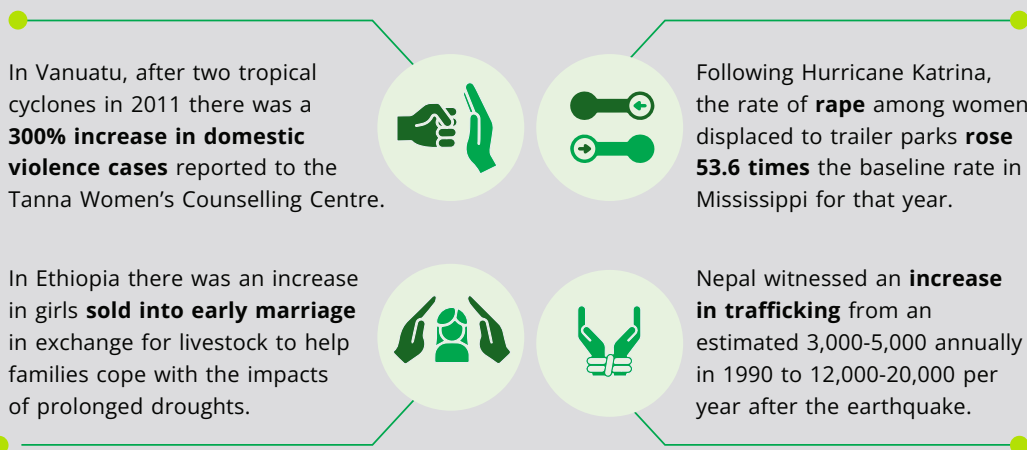 In Vanuatu, after two tropical
cyclones in 2011 there was a
300% increase in domestic
violence cases reported to the
Tanna Women’s Counselling Centre.
Following Hurricane Katrina,
the rate of rape among women
displaced to trailer parks rose
53.6 times the baseline rate in
Mississippi for that year.
In Ethiopia there was an increase
in girls sold into early marriage
in exchange for livestock to help
families cope with the impacts
of prolonged droughts.
Nepal witnessed an increase
in trafficking from an
estimated 3,000-5,000 annually
in 1990 to 12,000-20,000 per
year after the earthquake.